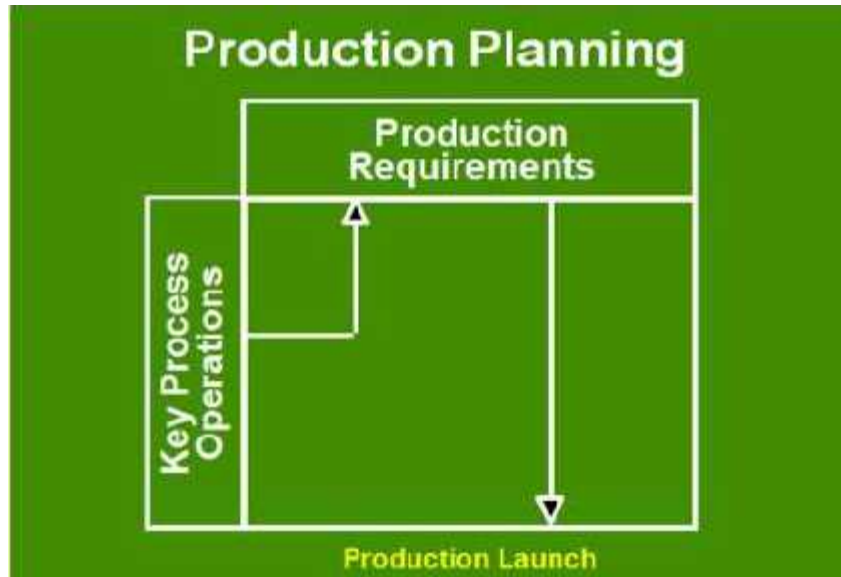 Production Planning
Production
Requirements
Key Process
Operations
Production Launch